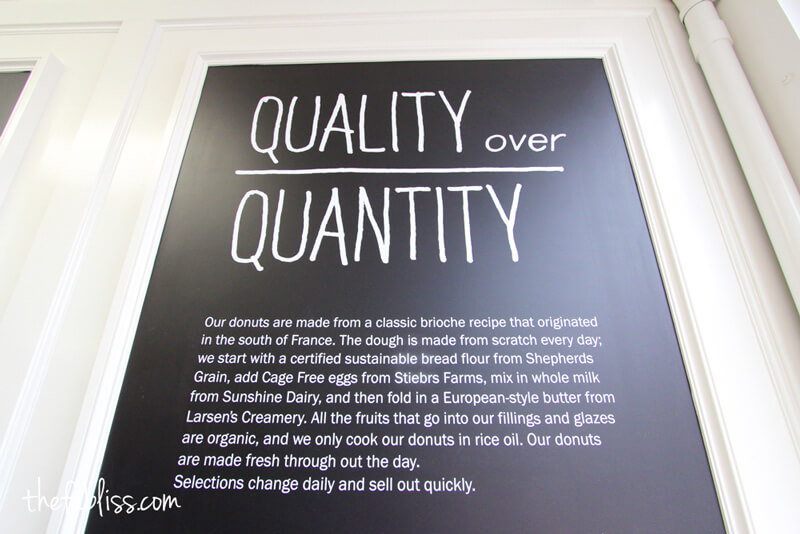 QUALITY over
QUANTITY
Our donuts are made from a classic brioche recipe that originated
in the south of France. The dough is made from scratch every day;
we start with a certified sustainable bread flour from Shepherds
Grain, add Cage Free eggs from Stiebrs Farms, mix in whole milk
from Sunshine Dairy, and then fold in a European-style butter from
Larsen's Creamery. All the fruits that go into our fillings and glazes
are organic, and we only cook our donuts in rice oil. Our donuts
are made fresh through out the day.
Selections change daily and sell out quickly.